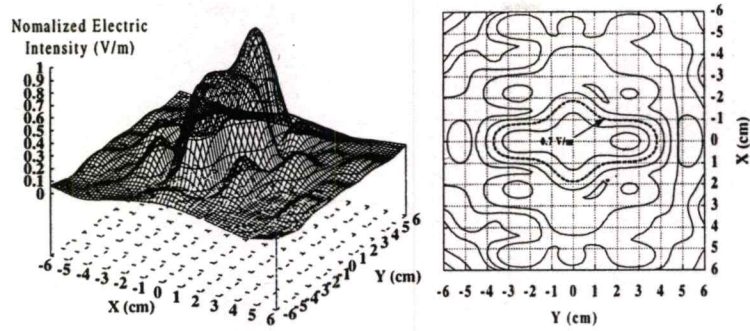 Nomalized Electric
Intensity (V/m)
1
0.9
0.8
0.7
0.6
0.5
0.4
0.3
0.2
0.1
0
-6 -5 -4 -3 -2 -1 0 1 2 3 4 5 6
X (cm)
-6 -5 -4 -3 -2 -1 0 1 2 3 4 5 6
Y (cm)
0.7 V/m
-6
-5
-4
-3
-2
-1
0
1
2
3
4
5
6
X (cm)
-6 -5 -4 -3 -2 -1 0 1 2 3 4 5 6
Y (cm)